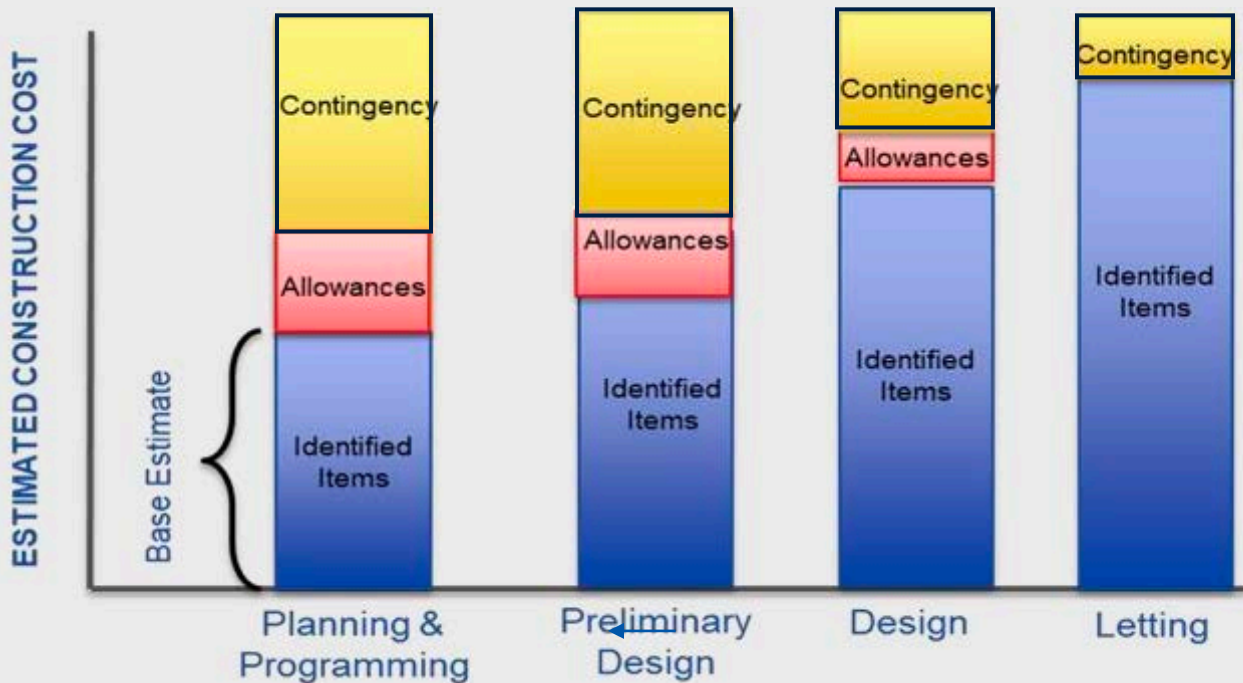 ESTIMATED CONSTRUCTION COST
Base Estimate
Contingency
Allowances
Identified
Items
Contingency
Allowances
Identified
Items
Contingency
Allowances
Identified
Items
Contingency
Identified
Items
Planning &
Programming
Preliminary
Design
Design
Letting